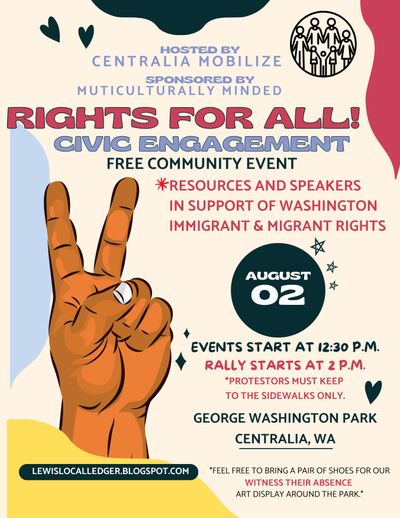 HOSTED BY
CENTRALIA MOBILIZE
SPONSORED BY
MUTICULTURALLY MINDED
RIGHTS FOR ALL!
CIVIC ENGAGEMENT
FREE COMMUNITY EVENT
*RESOURCES AND SPEAKERS
IN SUPPORT OF WASHINGTON
IMMIGRANT & MIGRANT RIGHTS
AUGUST
02
EVENTS START AT 12:30 P.M.
RALLY STARTS AT 2 P.M.
*PROTESTORS MUST KEEP
TO THE SIDEWALKS ONLY.
GEORGE WASHINGTON PARK
CENTRALIA, WA
LEWISLOCALLEDGER.BLOGSPOT.COM
*FEEL FREE TO BRING A PAIR OF SHOES FOR OUR
WITNESS THEIR ABSENCE
ART DISPLAY AROUND THE PARK.*